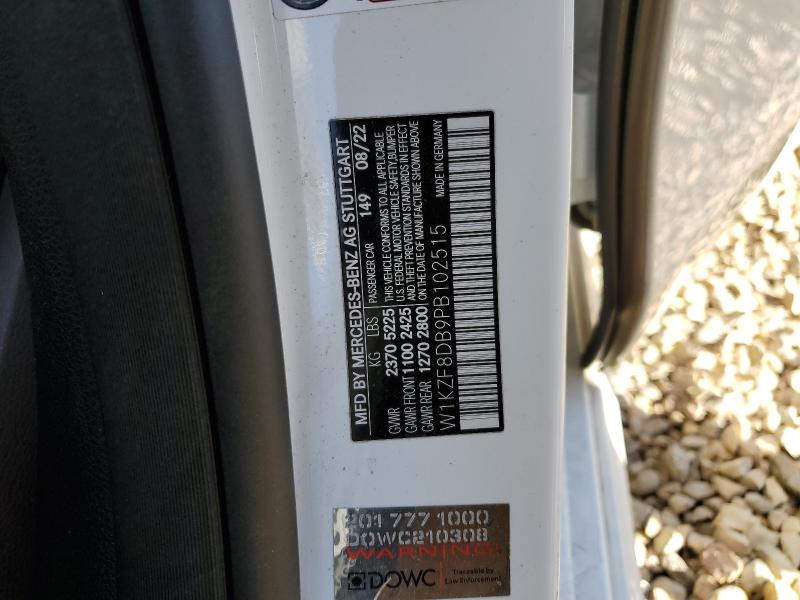 MFD BY MERCEDES-BENZ AG STUTTGART
KG LBS PASSENGER CAR 149 08/22
GVWR 2370 5225 THIS VEHICLE CONFORMS TO ALL APPLICABLE
U.S. FEDERAL MOTOR VEHICLE SAFETY, BUMPER
GAWR FRONT 1100 2425 AND THEFT PREVENTION STANDARDS IN EFFECT
GAWR REAR 1270 2800 ON THE DATE OF MANUFACTURE SHOWN ABOVE
W1KZF8DB9PB102515 MADE IN GERMANY
201 777 1000
DOWC210308
WARNING!
DOWC
Traceable by
Law Enforcement